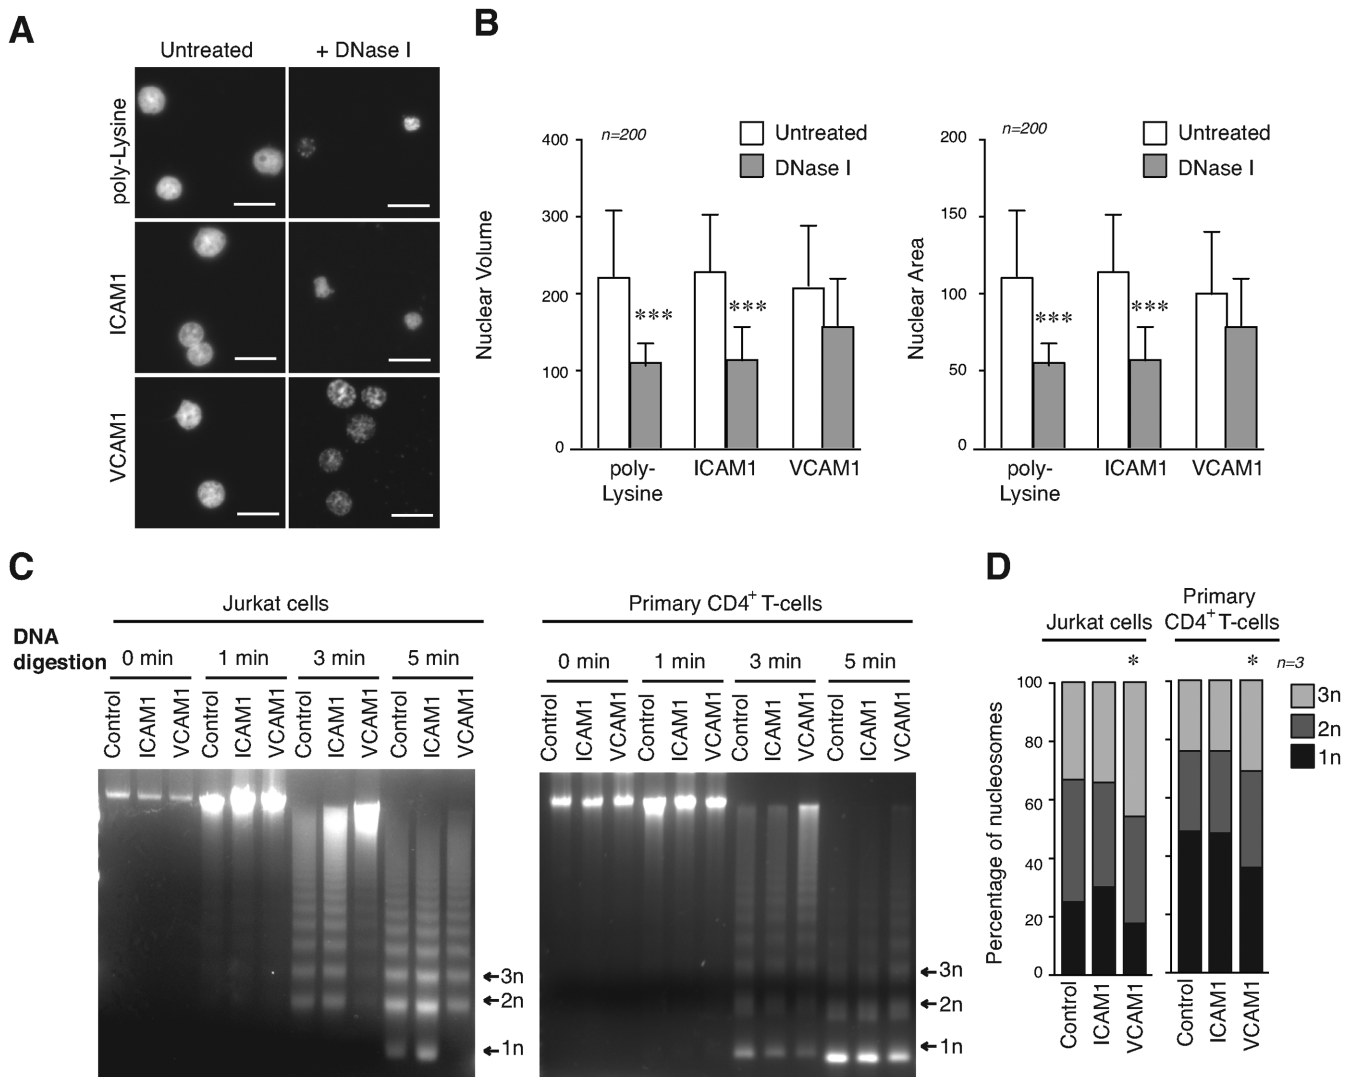 A
Untreated
+ DNase I
poly-Lysine
ICAM1
VCAM1
B
Nuclear Volume
400
300
200
100
0
n=200
Untreated
DNase I
***
***
poly-
Lysine
ICAM1
VCAM1
Nuclear Area
200
150
100
50
0
n=200
Untreated
DNase I
***
***
poly-
Lysine
ICAM1
VCAM1
C
Jurkat cells
DNA
digestion
0 min
1 min
3 min
5 min
Control
ICAM1
VCAM1
Control
ICAM1
VCAM1
Control
ICAM1
VCAM1
Control
ICAM1
VCAM1
←3n
←2n
←1n
Primary CD4+ T-cells
0 min
1 min
3 min
5 min
Control
ICAM1
VCAM1
Control
ICAM1
VCAM1
Control
ICAM1
VCAM1
Control
ICAM1
VCAM1
←3n
←2n
←1n
D
Jurkat cells
Primary
CD4+ T-cells
*
*
n=3
Percentage of nucleosomes
100
80
60
40
20
0
3n
2n
1n
Control
ICAM1
VCAM1
Control
ICAM1
VCAM1